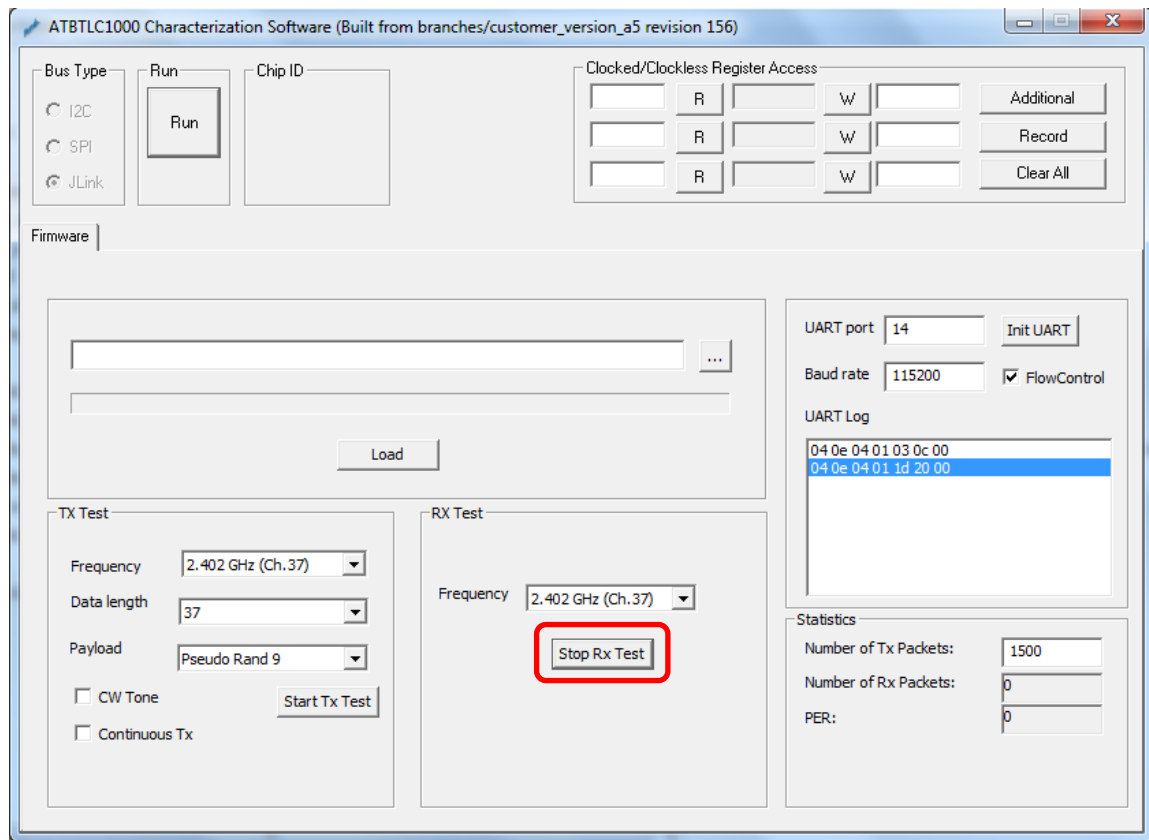 ATBTLC1000 Characterization Software (Built from branches/customer_version_a5 revision 156)
Bus Type
I2C
SPI
JLink
Run
Run
Chip ID
Clocked/Clockless Register Access
R
W
Additional
R
W
Record
R
W
Clear All
Firmware
...
Load
UART port
14
Init UART
Baud rate
115200
FlowControl
UART Log
04 0e 04 01 03 0c 00
04 0e 04 01 1d 20 00
TX Test
Frequency
2.402 GHz (Ch.37)
Data length
37
Payload
Pseudo Rand 9
CW Tone
Start Tx Test
Continuous Tx
RX Test
Frequency
2.402 GHz (Ch.37)
Stop Rx Test
Statistics
Number of Tx Packets:
1500
Number of Rx Packets:
0
PER:
0